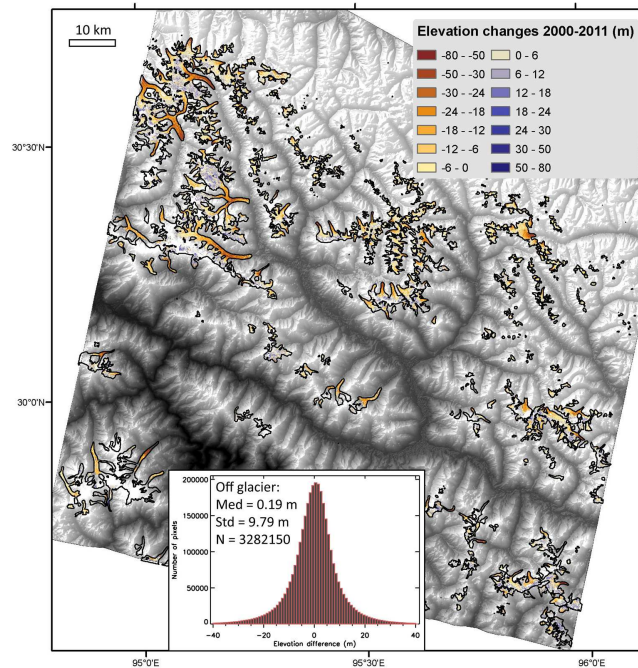 10 km
Elevation changes 2000-2011 (m)
-80 - -50
-50 - -30
-30 - -24
-24 - -18
-18 - -12
-12 - -6
-6 - 0
0 - 6
6 - 12
12 - 18
18 - 24
24 - 30
30 - 50
50 - 80
30°30'N
30°0'N
Off glacier:
Med = 0.19 m
Std = 9.79 m
N = 3282150
Number of pixels
200000
150000
100000
50000
0
-40
-20
0
20
40
Elevation difference (m)
95°0'E
95°30'E
96°0'E